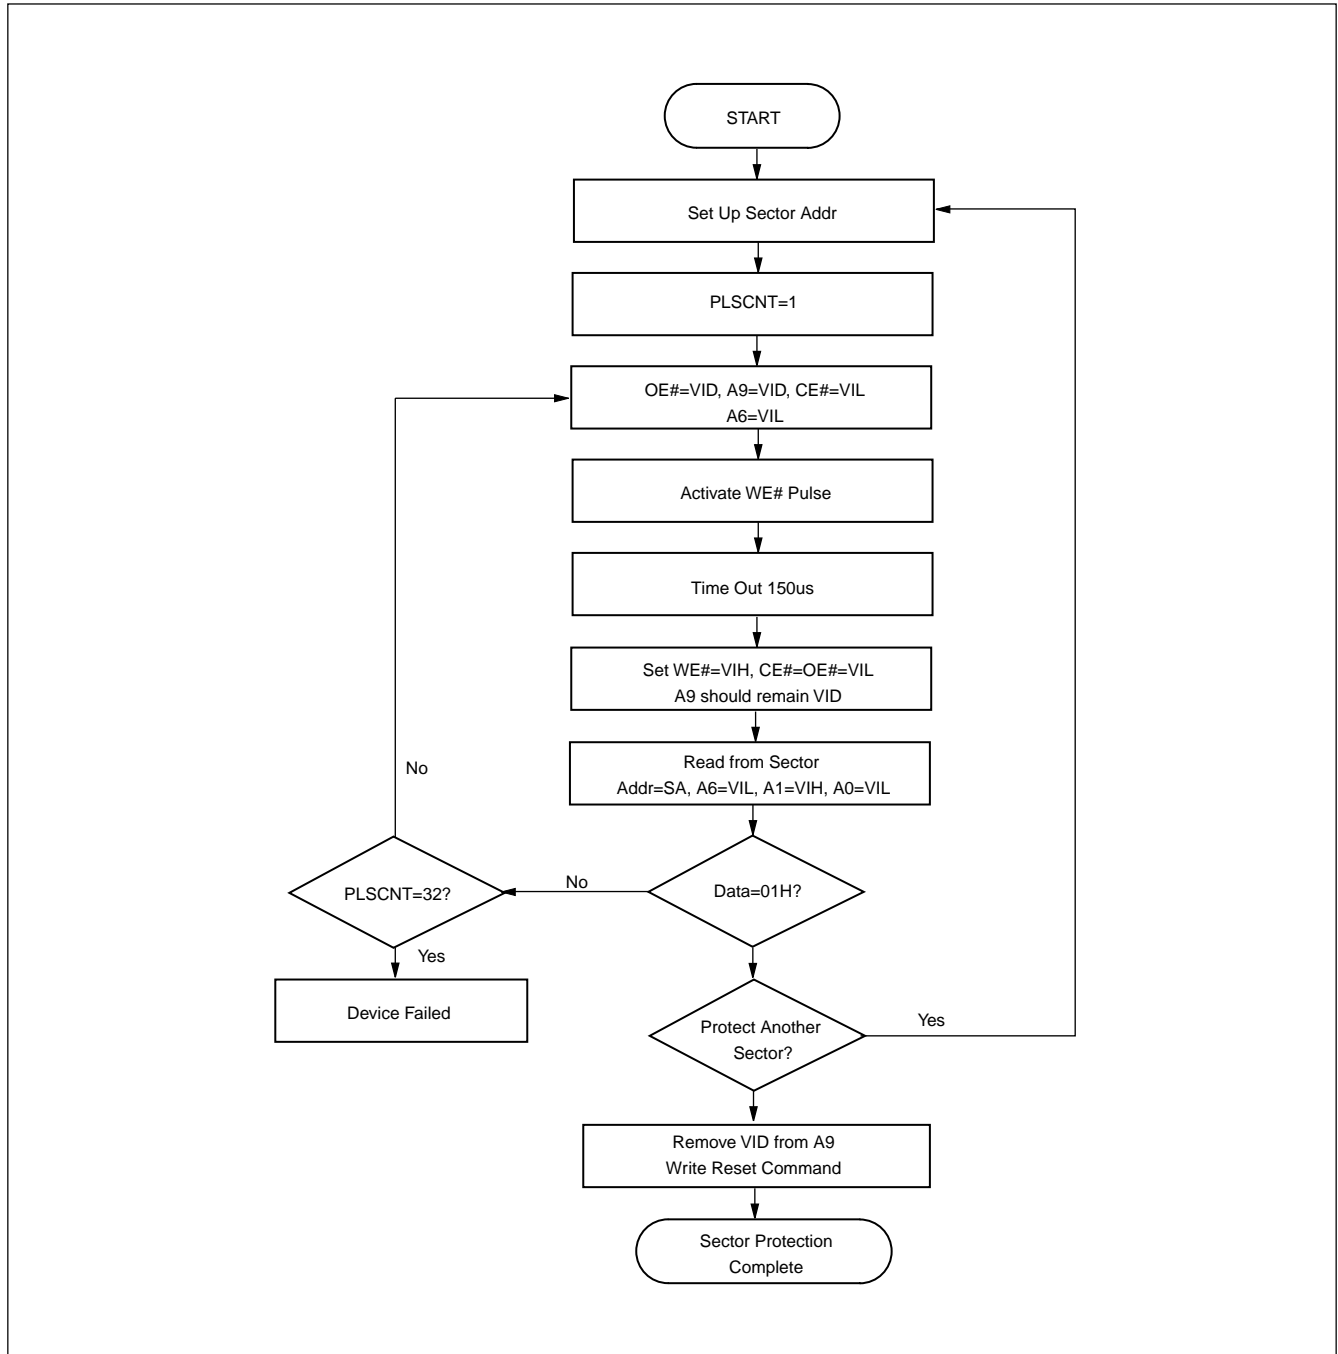 START
Set Up Sector Addr
PLSCNT=1
OE#=VID, A9=VID, CE#=VIL
A6=VIL
Activate WE# Pulse
Time Out 150us
Set WE#=VIH, CE#=OE#=VIL
A9 should remain VID
Read from Sector
Addr=SA, A6=VIL, A1=VIH, A0=VIL
No
PLSCNT=32?
No
Data=01H?
Yes
Device Failed
Protect Another
Sector?
Yes
Remove VID from A9
Write Reset Command
Sector Protection
Complete